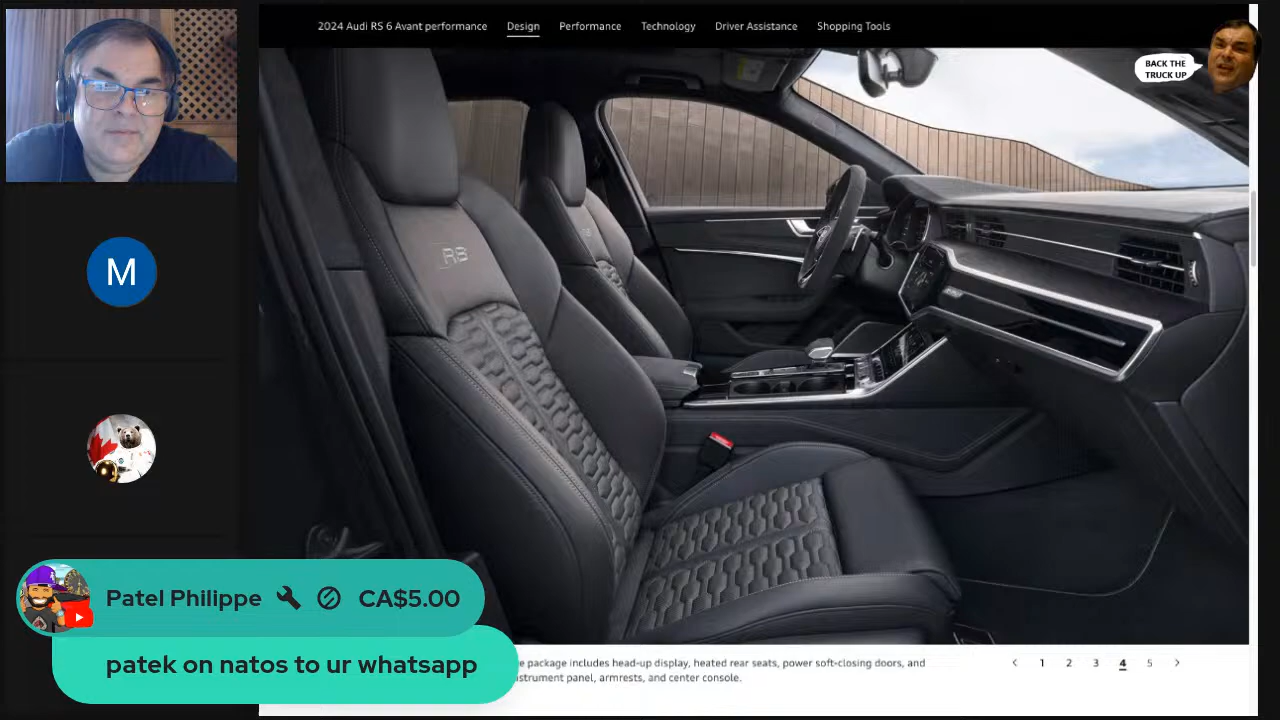 2024 Audi RS 6 Avant performance Design Performance Technology Driver Assistance Shopping Tools
BACK THE
TRUCK UP
RS
M
Patel Philippe CA$5.00
patek on natos to ur whatsapp
package includes head-up display, heated rear seats, power soft-closing doors, and
instrument panel, armrests, and center console.
< 1 2 3 4 5 >